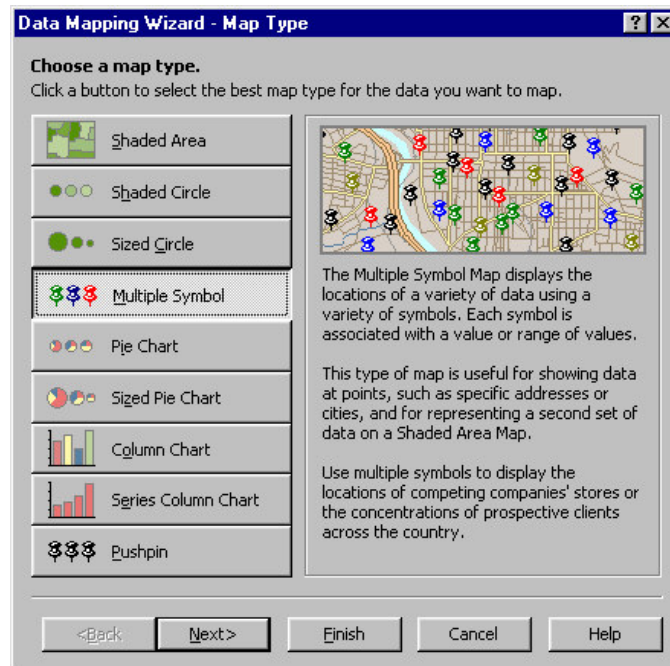 Data Mapping Wizard - Map Type
Choose a map type.
Click a button to select the best map type for the data you want to map.
Shaded Area
Shaded Circle
Sized Circle
Multiple Symbol
Pie Chart
Sized Pie Chart
Column Chart
Series Column Chart
Pushpin
The Multiple Symbol Map displays the
locations of a variety of data using a
variety of symbols. Each symbol is
associated with a value or range of values.
This type of map is useful for showing data
at points, such as specific addresses or
cities, and for representing a second set of
data on a Shaded Area Map.
Use multiple symbols to display the
locations of competing companies' stores or
the concentrations of prospective clients
across the country.
<Back
Next>
Finish
Cancel
Help